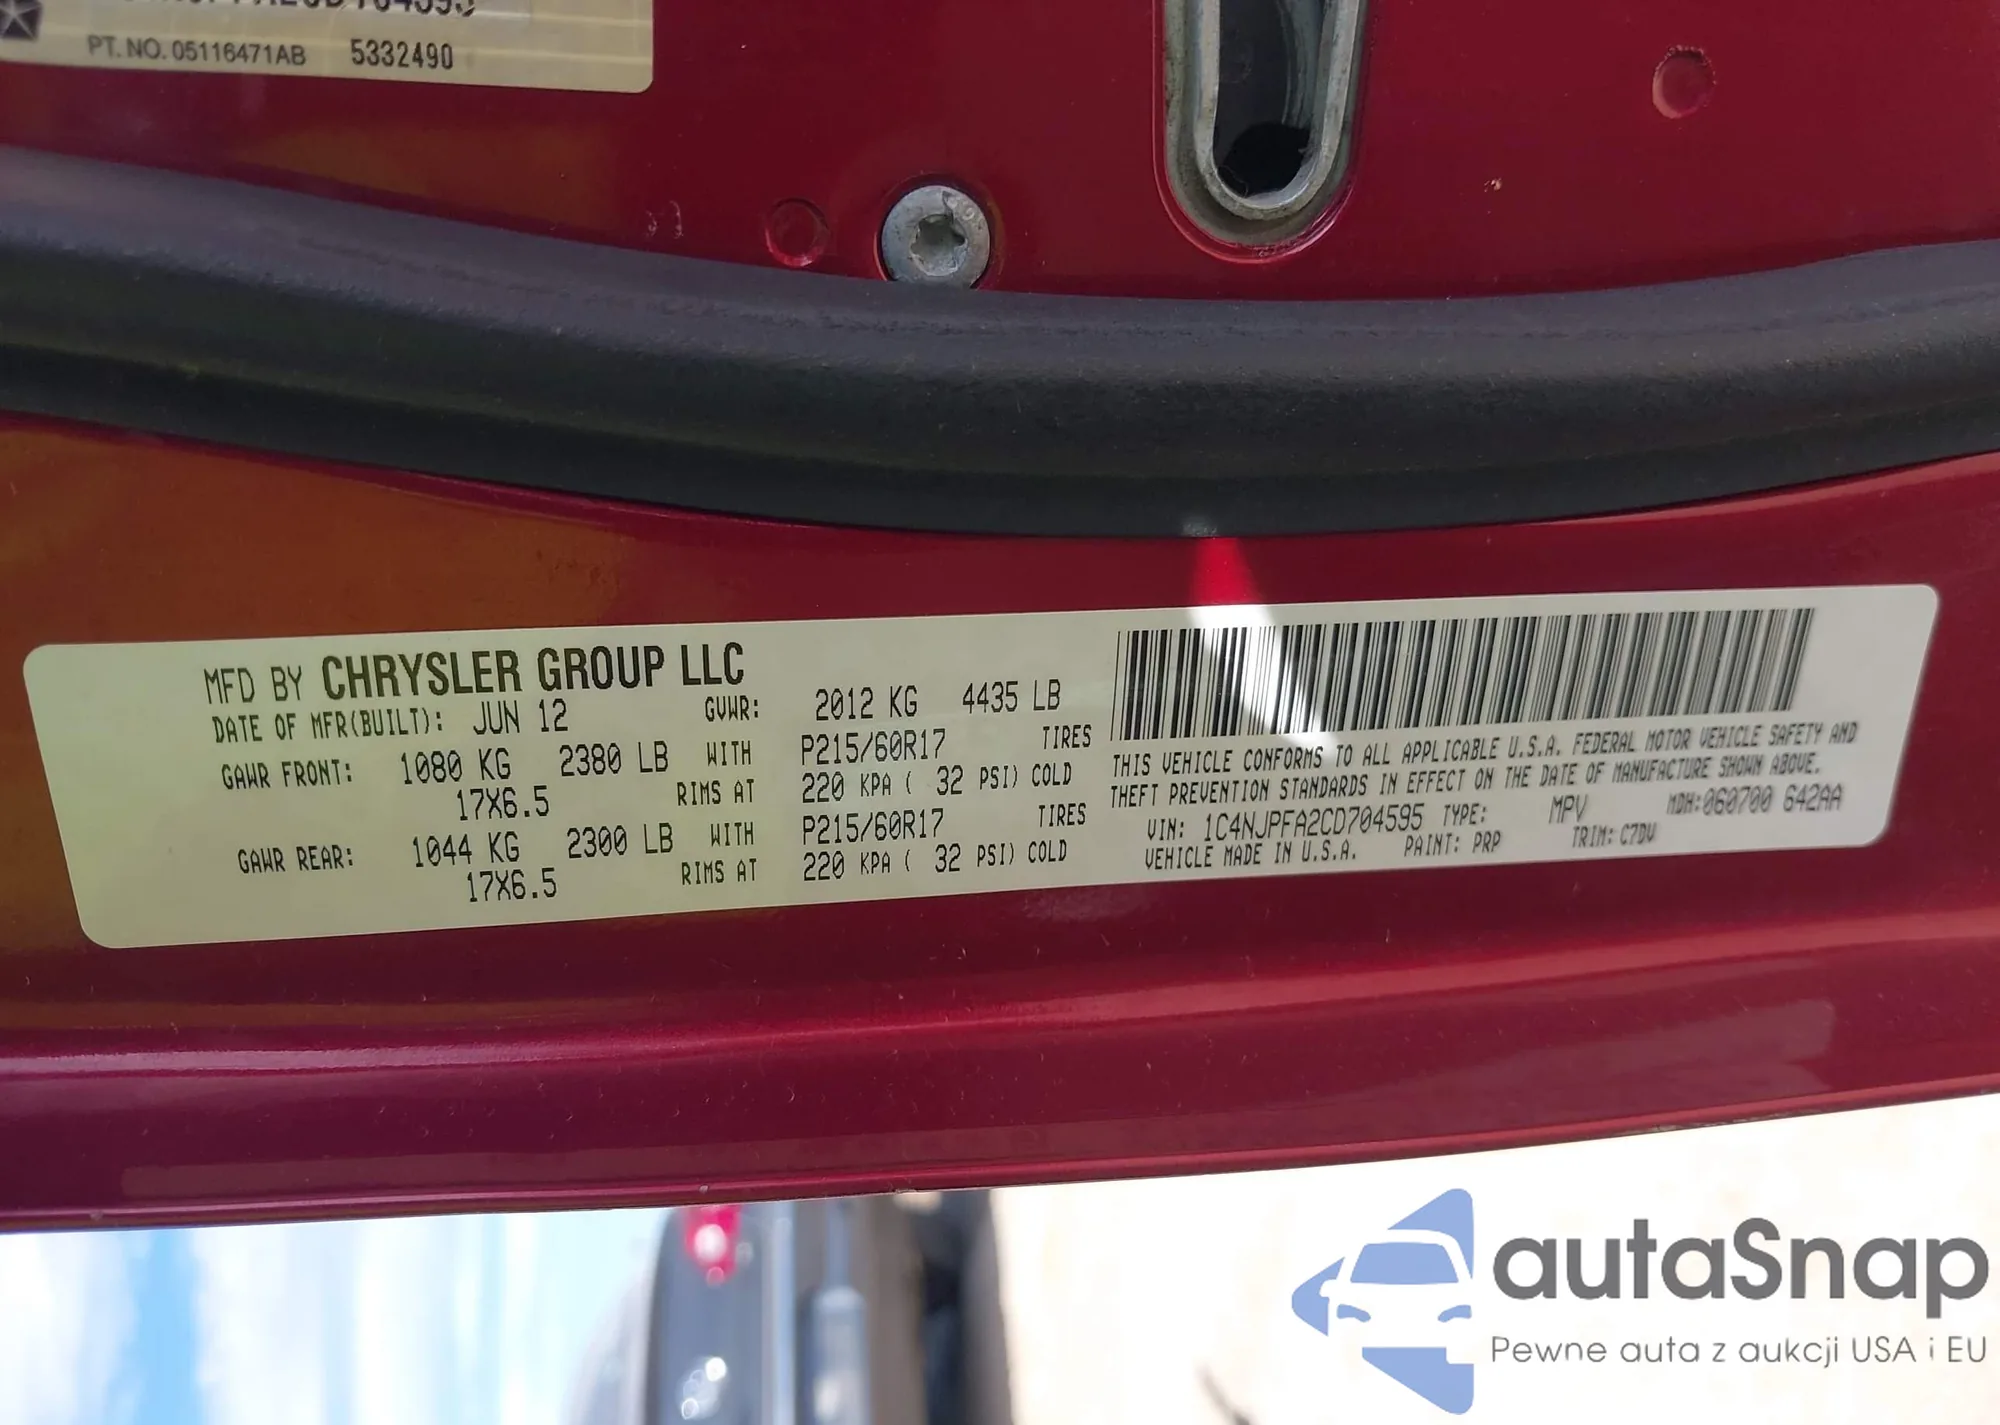 PT. NO. 05116471AB 5332490
MFD BY CHRYSLER GROUP LLC
DATE OF MFR(BUILT): JUN 12 GVWR: 2012 KG 4435 LB
GAWR FRONT: 1080 KG 2380 LB WITH P215/60R17 TIRES
17X6.5 RIMS AT 220 KPA ( 32 PSI) COLD
GAWR REAR: 1044 KG 2300 LB WITH P215/60R17 TIRES
17X6.5 RIMS AT 220 KPA ( 32 PSI) COLD
THIS VEHICLE CONFORMS TO ALL APPLICABLE U.S.A. FEDERAL MOTOR VEHICLE SAFETY AND
THEFT PREVENTION STANDARDS IN EFFECT ON THE DATE OF MANUFACTURE SHOWN ABOVE.
VIN: 1C4NJPFA2CD704595 TYPE: MPV MDH:060700 642AA
VEHICLE MADE IN U.S.A. PAINT: PRP TRIM: C7DV
autaSnap
Pewne auta z aukcji USA i EU